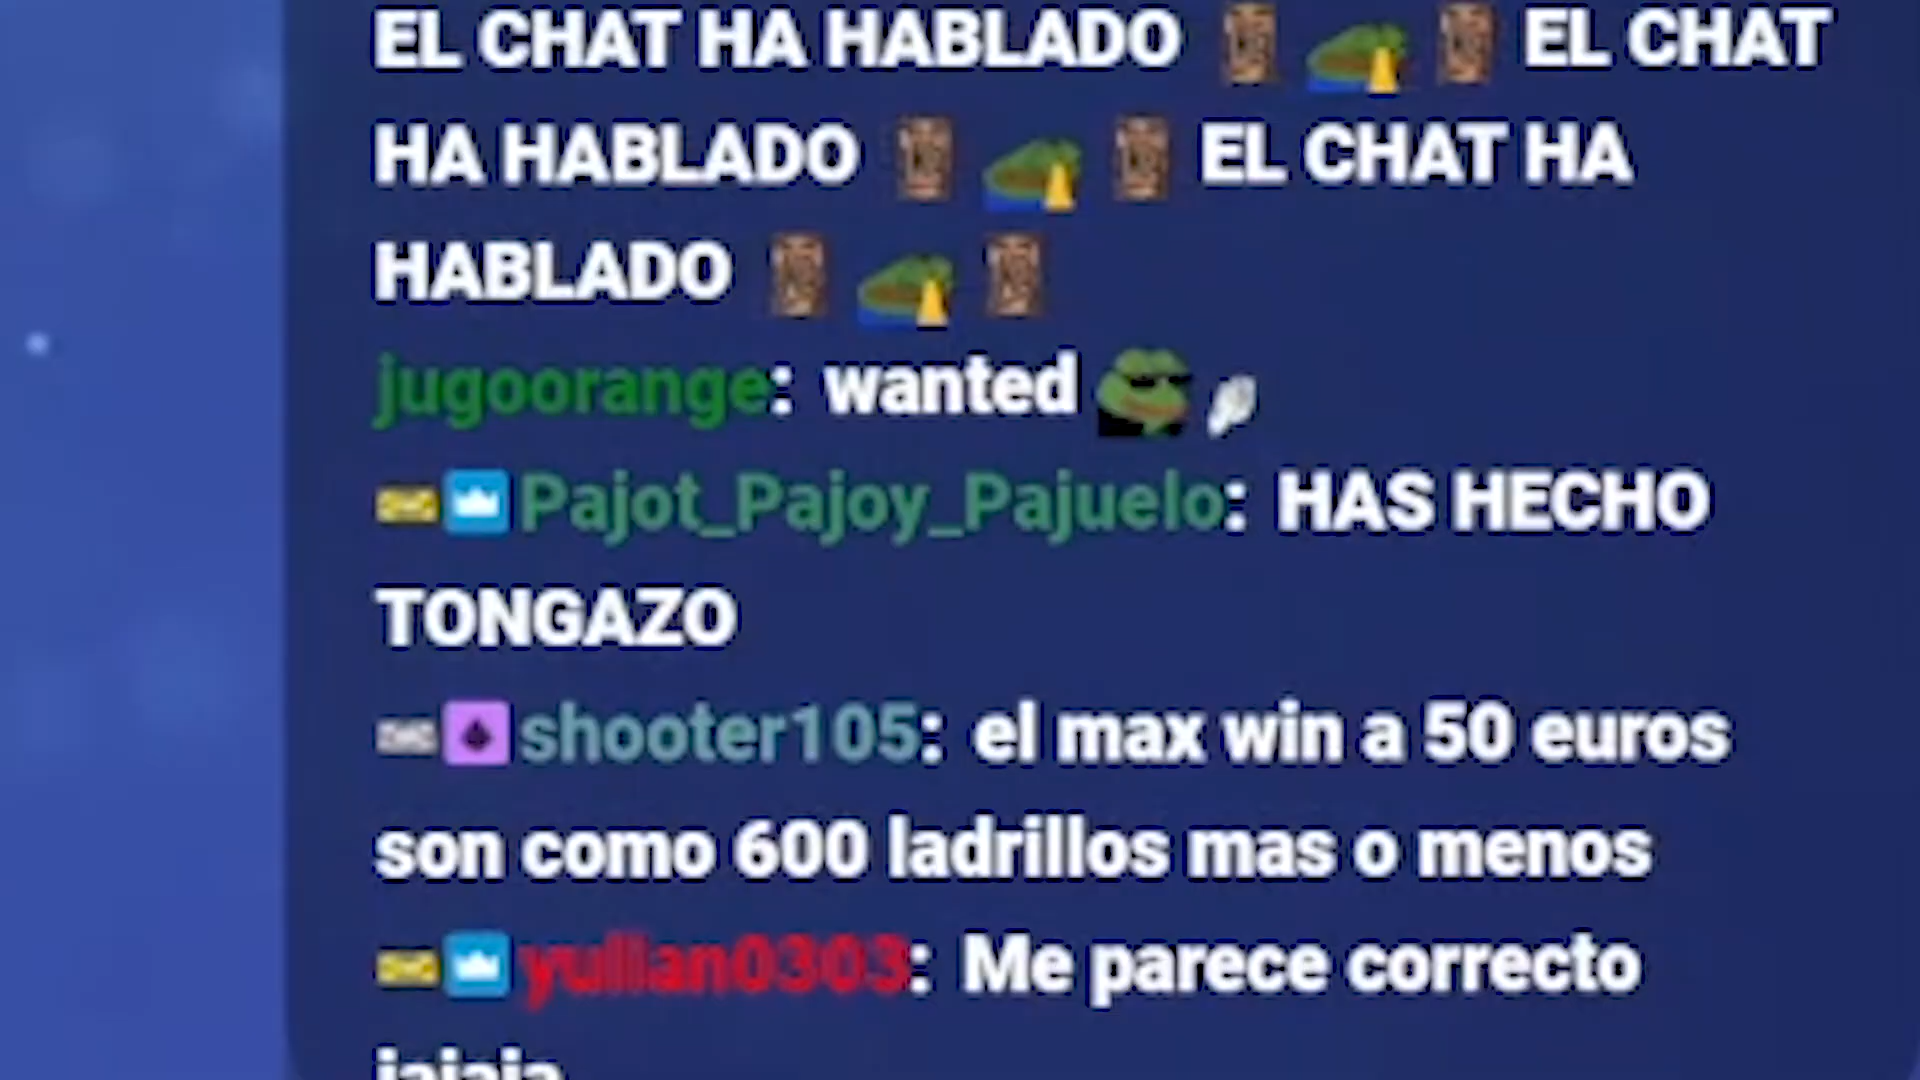 EL CHAT HA HABLADO EL CHAT
HA HABLADO EL CHAT HA
HABLADO
jugoorange: wanted
Pajot_Pajoy_Pajuelo: HAS HECHO
TONGAZO
shooter105: el max win a 50 euros
son como 600 ladrillos mas o menos
yulian0303: Me parece correcto
jajaja